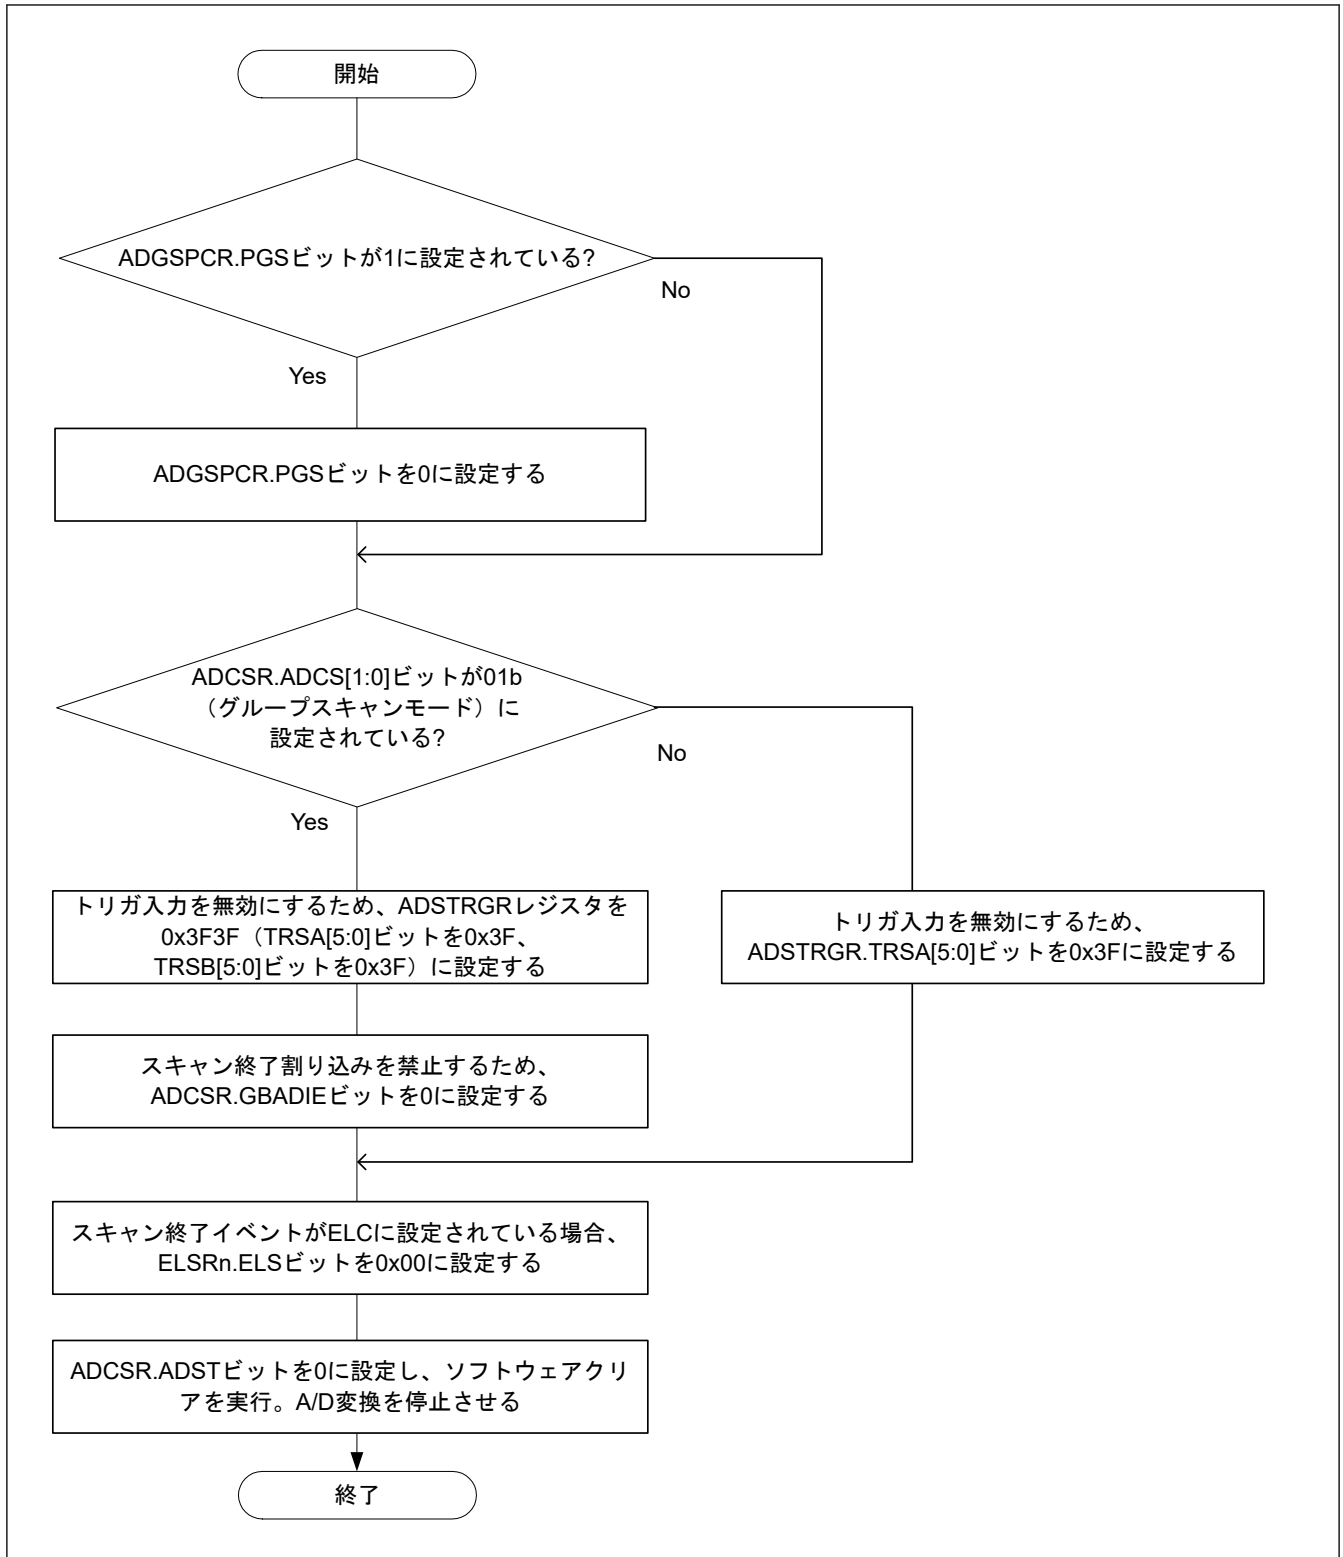 開始
ADGSPCR.PGSビットが1に設定されている?
No
Yes
ADGSPCR.PGSビットを0に設定する
ADCSR.ADCS[1:0]ビットが01b
（グループスキャンモード）に
設定されている?
No
Yes
トリガ入力を無効にするため、ADSTRGRレジスタを
0x3F3F（TRSA[5:0]ビットを0x3F、
TRSB[5:0]ビットを0x3F）に設定する
トリガ入力を無効にするため、
ADSTRGR.TRSA[5:0]ビットを0x3Fに設定する
スキャン終了割り込みを禁止するため、
ADCSR.GBADIEビットを0に設定する
スキャン終了イベントがELCに設定されている場合、
ELSRn.ELSビットを0x00に設定する
ADCSR.ADSTビットを0に設定し、ソフトウェアクリ
アを実行。A/D変換を停止させる
終了